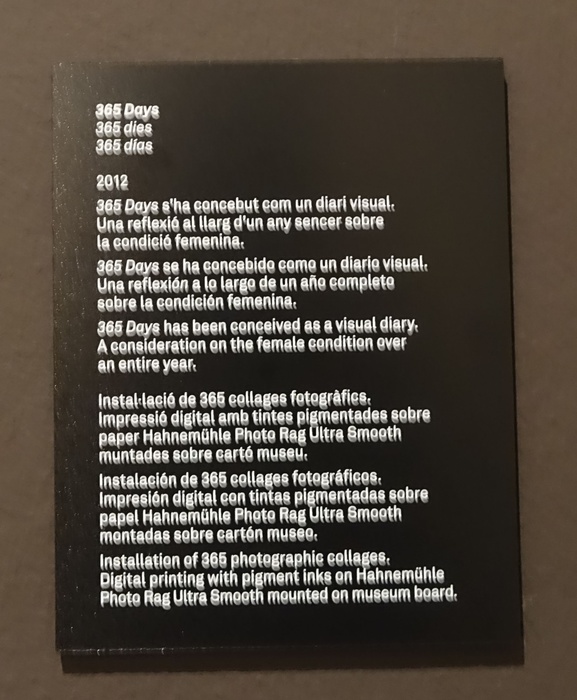 365 Days
365 dies
365 días
2012
365 Days s'ha concebut com un diari visual.
Una reflexió al llarg d'un any sencer sobre
la condició femenina.
365 Days se ha concebido como un diario visual.
Una reflexión a lo largo de un año completo
sobre la condición femenina.
365 Days has been conceived as a visual diary.
A consideration on the female condition over
an entire year.
Instal·lació de 365 collages fotogràfics.
Impressió digital amb tintes pigmentades sobre
paper Hahnemühle Photo Rag Ultra Smooth
muntades sobre cartó museu.
Instalación de 365 collages fotográficos.
Impresión digital con tintas pigmentadas sobre
papel Hahnemühle Photo Rag Ultra Smooth
montadas sobre cartón museo.
Installation of 365 photographic collages.
Digital printing with pigment inks on Hahnemühle
Photo Rag Ultra Smooth mounted on museum board.